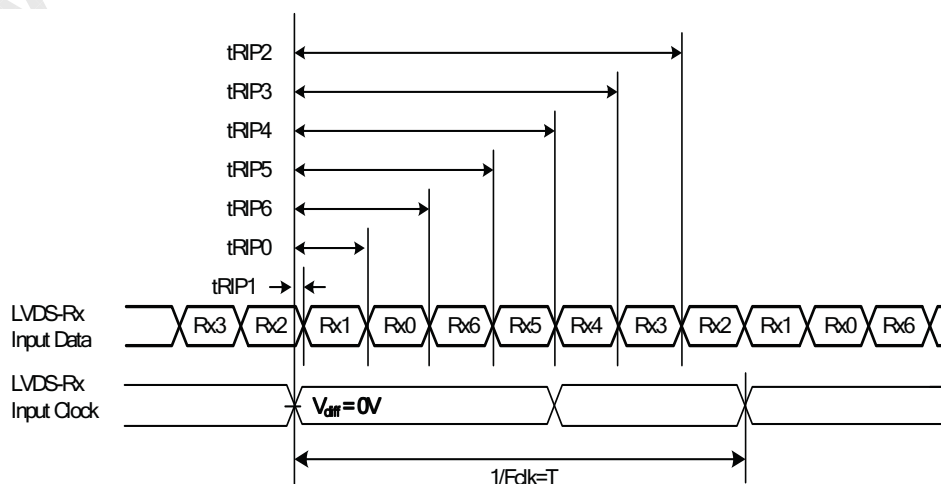 tRIP2
tRIP3
tRIP4
tRIP5
tRIP6
tRIP0
tRIP1
LVDS-Rx
Input Data
Rx3 Rx2 Rx1 Rx0 Rx6 Rx5 Rx4 Rx3 Rx2 Rx1 Rx0 Rx6
LVDS-Rx
Input Clock
Vdiff = 0V
1/Fclk=T